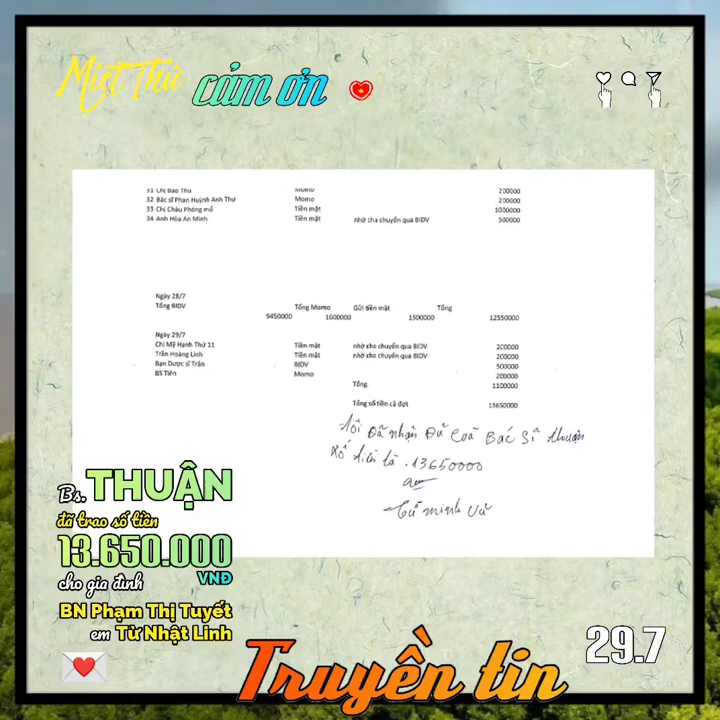 Miệt Thứ cảm ơn
31 Chị Bảo Thu Momo 200000
32 Bác sĩ Phan Huỳnh Anh Thư Momo 200000
33 Chị Châu Phòng mổ Tiền mặt 1000000
34 Anh Hòa An Minh Tiền mặt nhờ cha chuyển qua BIDV 500000
Ngày 28/7
Tổng BIDV Tổng Momo Gửi tiền mặt Tổng
9450000 1600000 1500000 12550000
Ngày 29/7
Chị Mỹ Hạnh Thứ 11 Tiền mặt nhờ cha chuyển qua BIDV 200000
Trần Hoàng Linh Tiền mặt nhờ cha chuyển qua BIDV 200000
Bạn Dược sĩ Trân BIDV 500000
BS Tiên Momo 200000
Tổng 1100000
Tổng số tiền cả đợt 13650000
Tôi Đã nhận Đủ Của Bác Sĩ thuận
Số tiền là .13650000
Từ minh Vũ
Bs. THUẬN
đã trao số tiền
13.650.000
VNĐ
cho gia đình
BN Phạm Thị Tuyết
em Từ Nhật Linh
29.7
Truyền tin